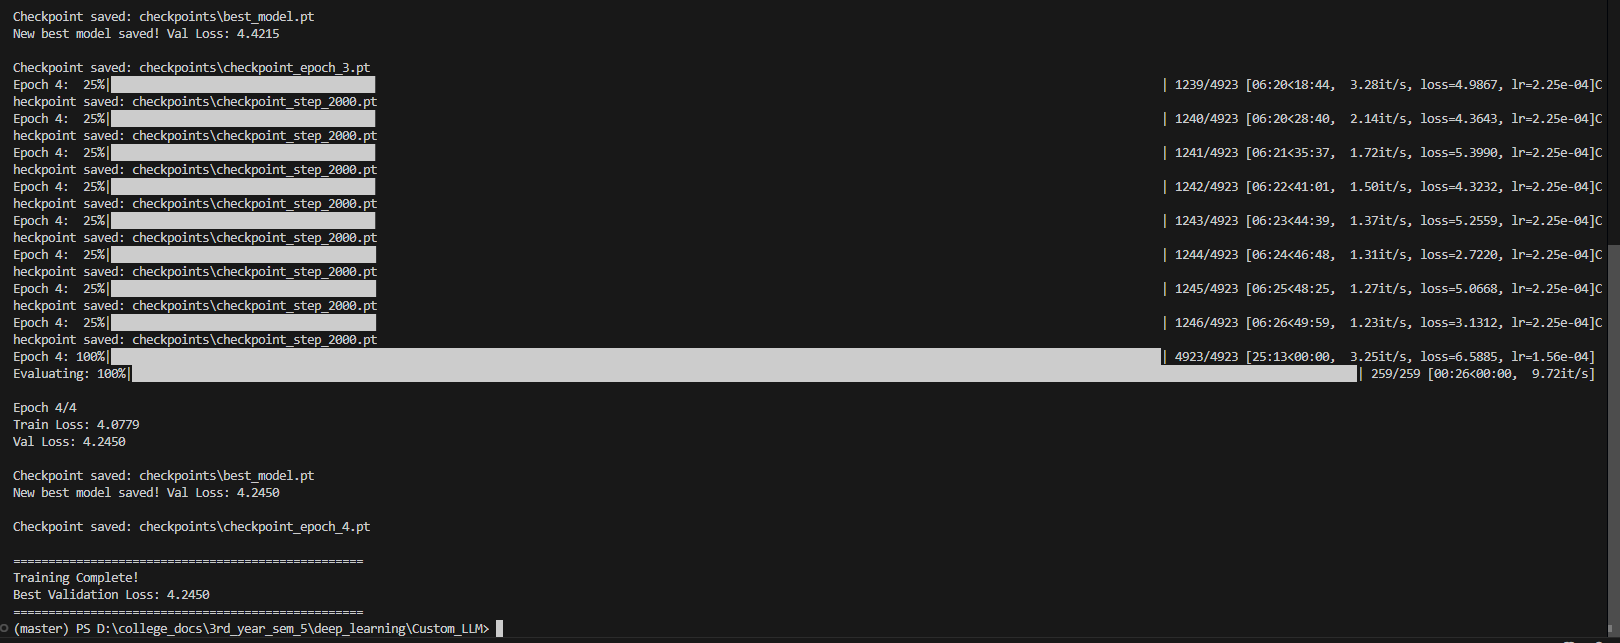 Checkpoint saved: checkpoints\best_model.pt
New best model saved! Val Loss: 4.4215
Checkpoint saved: checkpoints\checkpoint_epoch_3.pt
Epoch 4:  25%| | 1239/4923 [06:20<18:44,  3.28it/s, loss=4.9867, lr=2.25e-04]C
heckpoint saved: checkpoints\checkpoint_step_2000.pt
Epoch 4:  25%| | 1240/4923 [06:20<28:40,  2.14it/s, loss=4.3643, lr=2.25e-04]C
heckpoint saved: checkpoints\checkpoint_step_2000.pt
Epoch 4:  25%| | 1241/4923 [06:21<35:37,  1.72it/s, loss=5.3990, lr=2.25e-04]C
heckpoint saved: checkpoints\checkpoint_step_2000.pt
Epoch 4:  25%| | 1242/4923 [06:22<41:01,  1.50it/s, loss=4.3232, lr=2.25e-04]C
heckpoint saved: checkpoints\checkpoint_step_2000.pt
Epoch 4:  25%| | 1243/4923 [06:23<44:39,  1.37it/s, loss=5.2559, lr=2.25e-04]C
heckpoint saved: checkpoints\checkpoint_step_2000.pt
Epoch 4:  25%| | 1244/4923 [06:24<46:48,  1.31it/s, loss=2.7220, lr=2.25e-04]C
heckpoint saved: checkpoints\checkpoint_step_2000.pt
Epoch 4:  25%| | 1245/4923 [06:25<48:25,  1.27it/s, loss=5.0668, lr=2.25e-04]C
heckpoint saved: checkpoints\checkpoint_step_2000.pt
Epoch 4:  25%| | 1246/4923 [06:26<49:59,  1.23it/s, loss=3.1312, lr=2.25e-04]C
heckpoint saved: checkpoints\checkpoint_step_2000.pt
Epoch 4: 100%| | 4923/4923 [25:13<00:00,  3.25it/s, loss=6.5885, lr=1.56e-04]
Evaluating: 100%| | 259/259 [00:26<00:00,  9.72it/s]
Epoch 4/4
Train Loss: 4.0779
Val Loss: 4.2450
Checkpoint saved: checkpoints\best_model.pt
New best model saved! Val Loss: 4.2450
Checkpoint saved: checkpoints\checkpoint_epoch_4.pt
==================================================
Training Complete!
Best Validation Loss: 4.2450
==================================================
(master) PS D:\college_docs\3rd_year_sem_5\deep_learning\Custom_LLM>